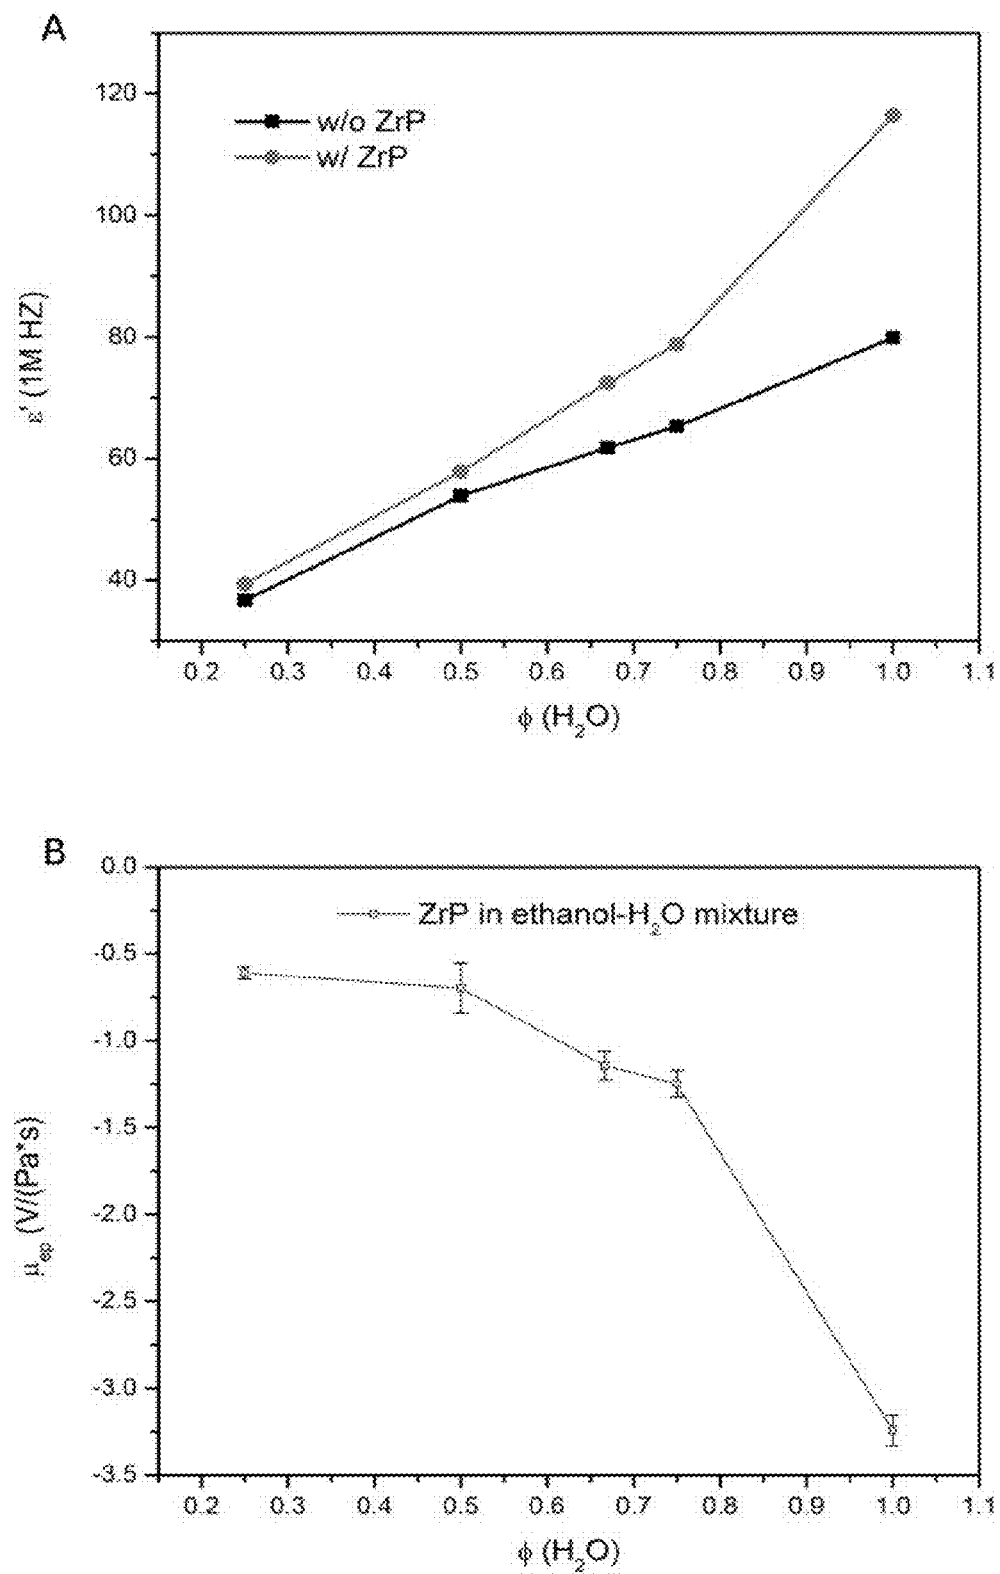 A
120
100
80
60
40
ε' (1M HZ)
w/o ZrP
w/ ZrP
0.2 0.3 0.4 0.5 0.6 0.7 0.8 0.9 1.0 1.1
ϕ (H₂O)
B
0.0
-0.5
-1.0
-1.5
-2.0
-2.5
-3.0
-3.5
μₑₚ (V/(Pa*s)
ZrP in ethanol-H₂O mixture
0.2 0.3 0.4 0.5 0.6 0.7 0.8 0.9 1.0 1.1
ϕ (H₂O)